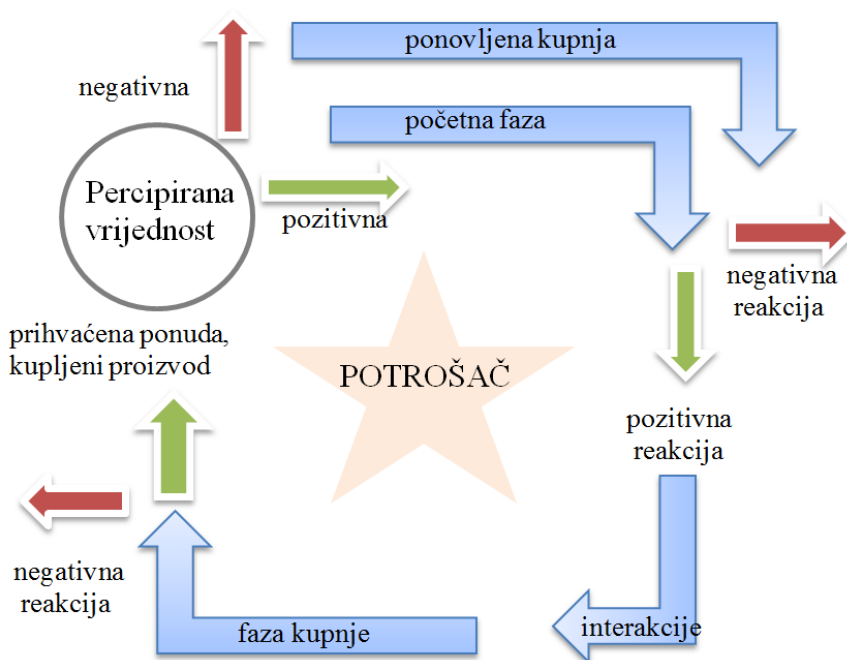 ponovljena kupnja
negativna
početna faza
Percipirana
vrijednost
pozitivna
negativna
reakcija
prihvaćena ponuda,
kupljeni proizvod
POTROŠAČ
pozitivna
reakcija
negativna
reakcija
faza kupnje
interakcije